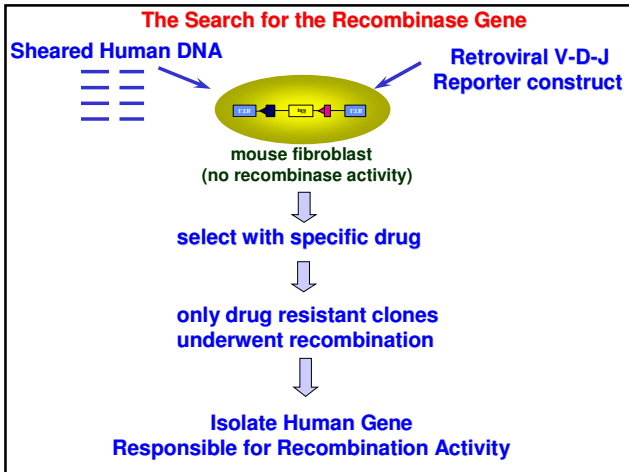 The Search for the Recombinase Gene
Sheared Human DNA
Retroviral V-D-J
Reporter construct
mouse fibroblast
(no recombinase activity)
select with specific drug
only drug resistant clones
underwent recombination
Isolate Human Gene
Responsible for Recombination Activity